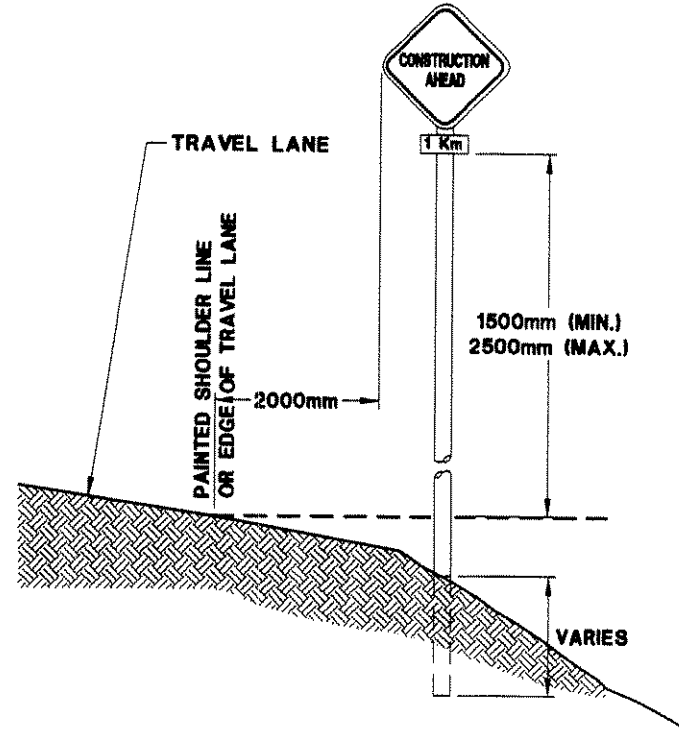 CONSTRUCTION
AHEAD
1 Km
TRAVEL LANE
PAINTED SHOULDER LINE
OR EDGE OF TRAVEL LANE
2000mm
1500mm (MIN.)
2500mm (MAX.)
VARIES